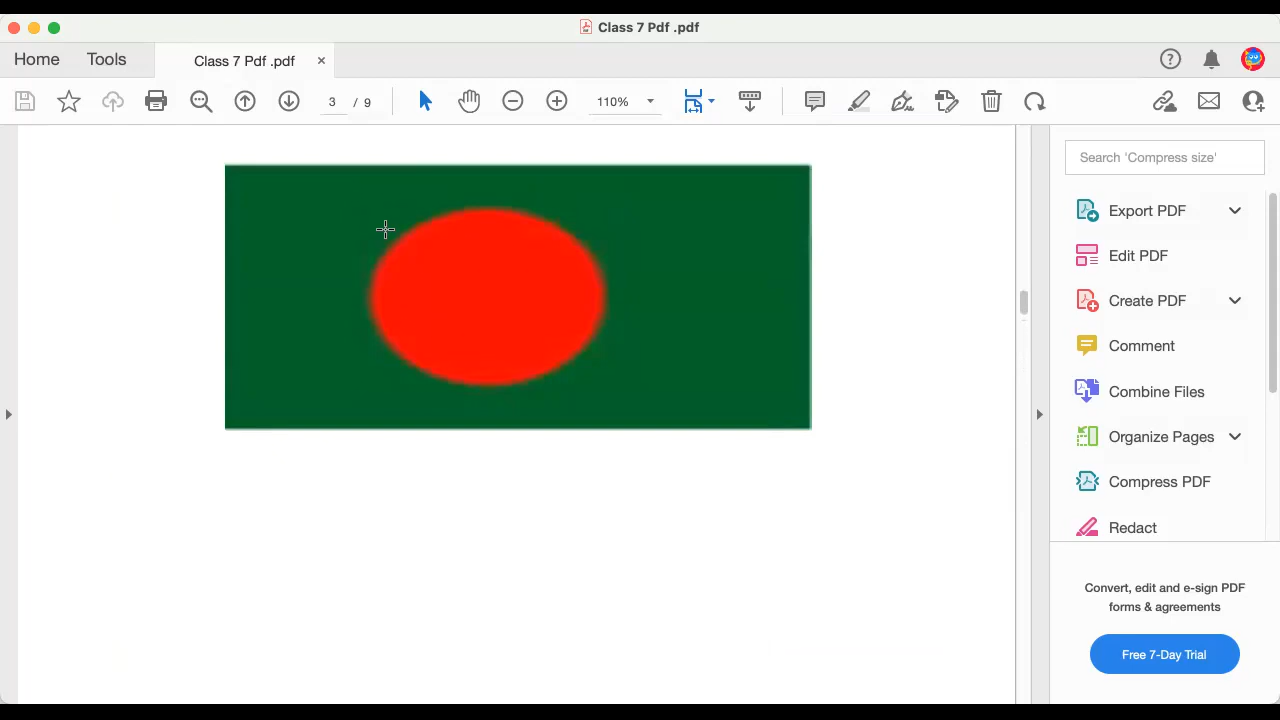 Class 7 Pdf .pdf
Home Tools Class 7 Pdf .pdf
3 / 9 110%
Search 'Compress size'
Export PDF
Edit PDF
Create PDF
Comment
Combine Files
Organize Pages
Compress PDF
Redact
Convert, edit and e-sign PDF
forms & agreements
Free 7-Day Trial